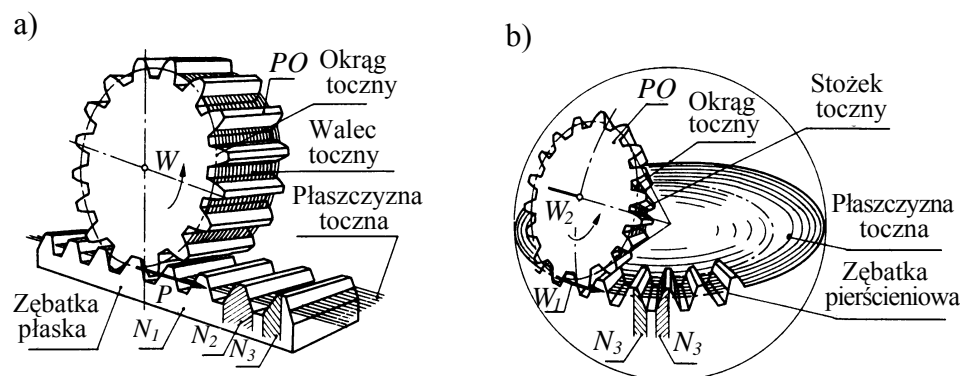 a)
PO
Okrąg
toczny
Walec
toczny
W
Płaszczyzna
toczna
P
Zębatka
płaska
N1
N2
N3
b)
PO
Okrąg
toczny
Stożek
toczny
W2
Płaszczyzna
toczna
Zębatka
pierścieniowa
W1
N3
N3